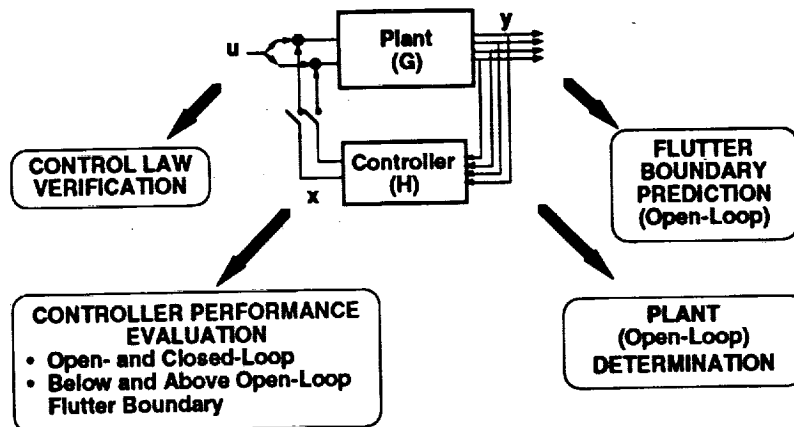 y
u
Plant
(G)
Controller
(H)
x
CONTROL LAW
VERIFICATION
FLUTTER
BOUNDARY
PREDICTION
(Open-Loop)
CONTROLLER PERFORMANCE
EVALUATION
• Open- and Closed-Loop
• Below and Above Open-Loop
Flutter Boundary
PLANT
(Open-Loop)
DETERMINATION